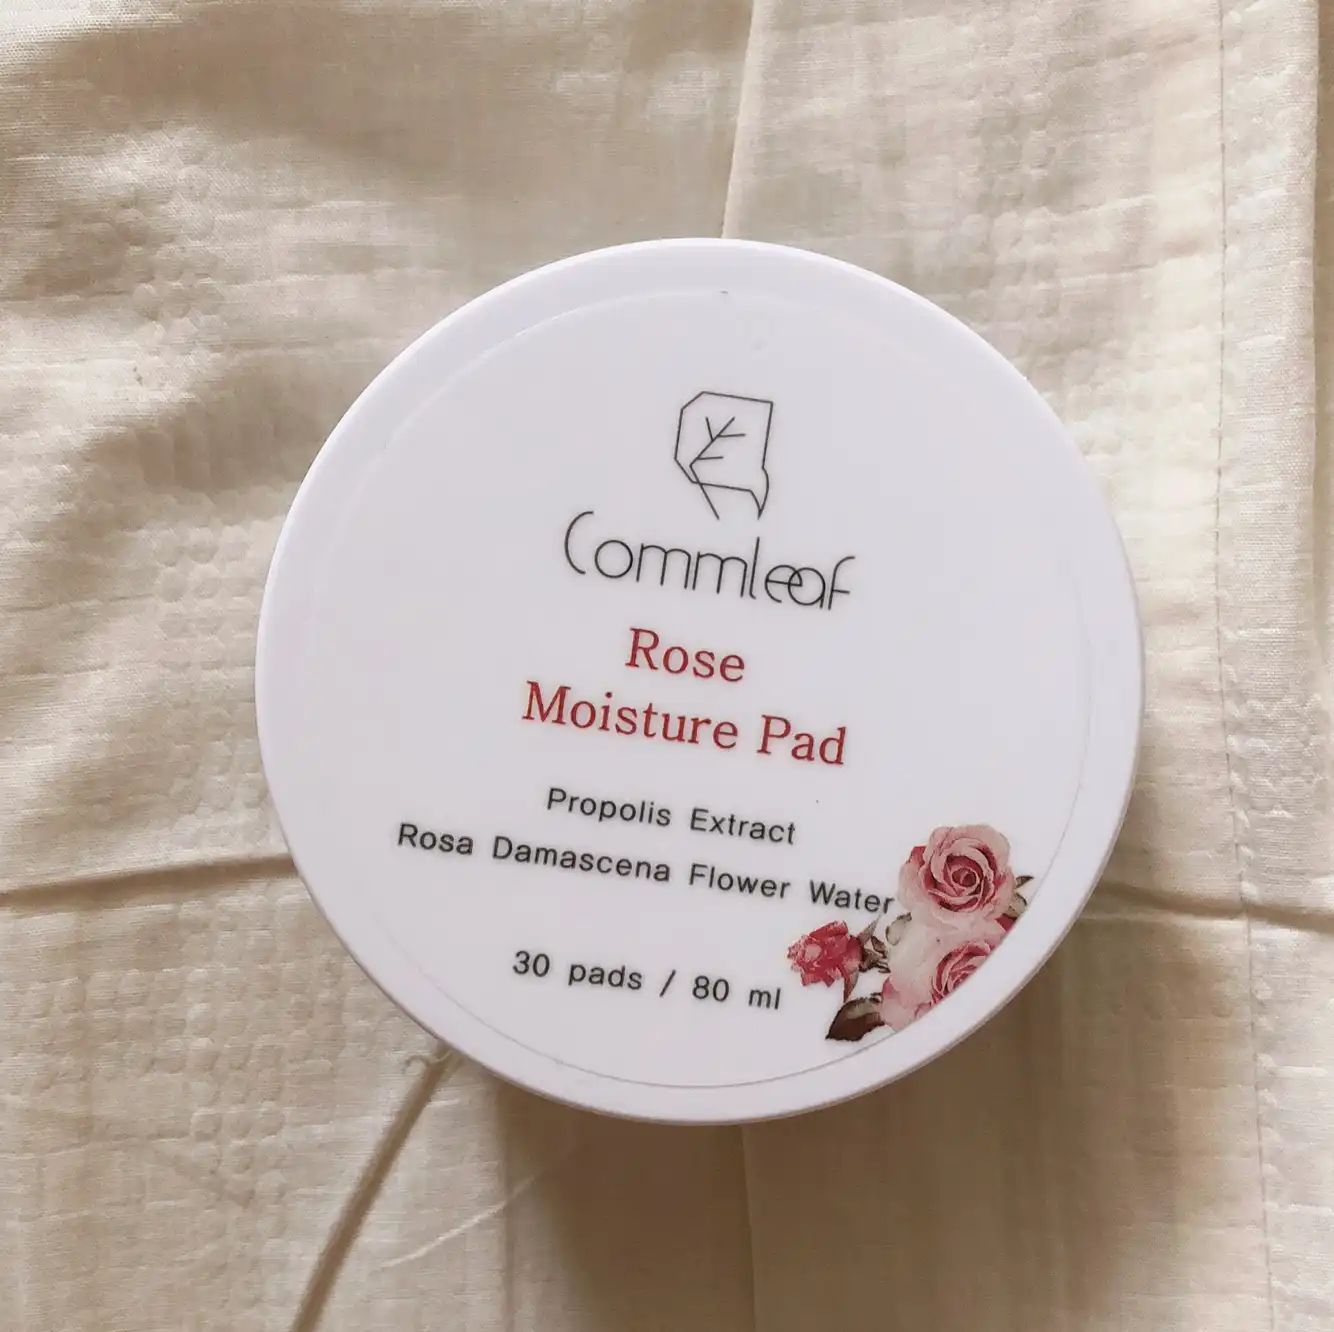 Commleaf
Rose
Moisture Pad
Propolis Extract
Rosa Damascena Flower Water
30 pads / 80 ml